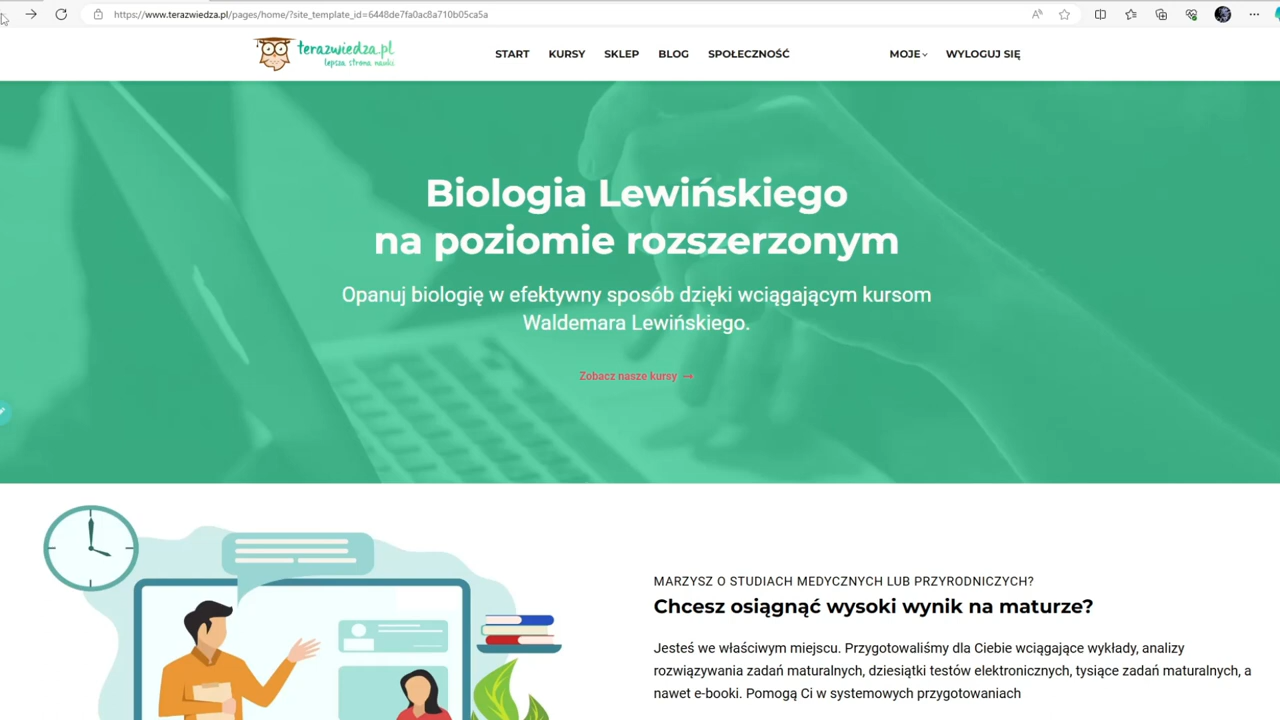 https://www.terazwiedza.pl/pages/home/?site_template_id=6448de7fa0ac8a710b05ca5a
terazwiedza.pl
lepsza strona nauki
START KURSY SKLEP BLOG SPOŁECZNOŚĆ MOJE WYLOGUJ SIĘ
Biologia Lewińskiego
na poziomie rozszerzonym
Opanuj biologię w efektywny sposób dzięki wciągającym kursom
Waldemara Lewińskiego.
Zobacz nasze kursy →
MARZYSZ O STUDIACH MEDYCZNYCH LUB PRZYRODNICZYCH?
Chcesz osiągnąć wysoki wynik na maturze?
Jesteś we właściwym miejscu. Przygotowaliśmy dla Ciebie wciągające wykłady, analizy
rozwiązywania zadań maturalnych, dziesiątki testów elektronicznych, tysiące zadań maturalnych, a
nawet e-booki. Pomogą Ci w systemowych przygotowaniach